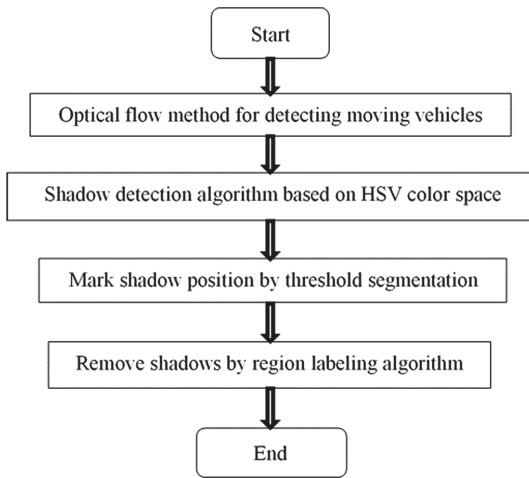 Start
Optical flow method for detecting moving vehicles
Shadow detection algorithm based on HSV color space
Mark shadow position by threshold segmentation
Remove shadows by region labeling algorithm
End